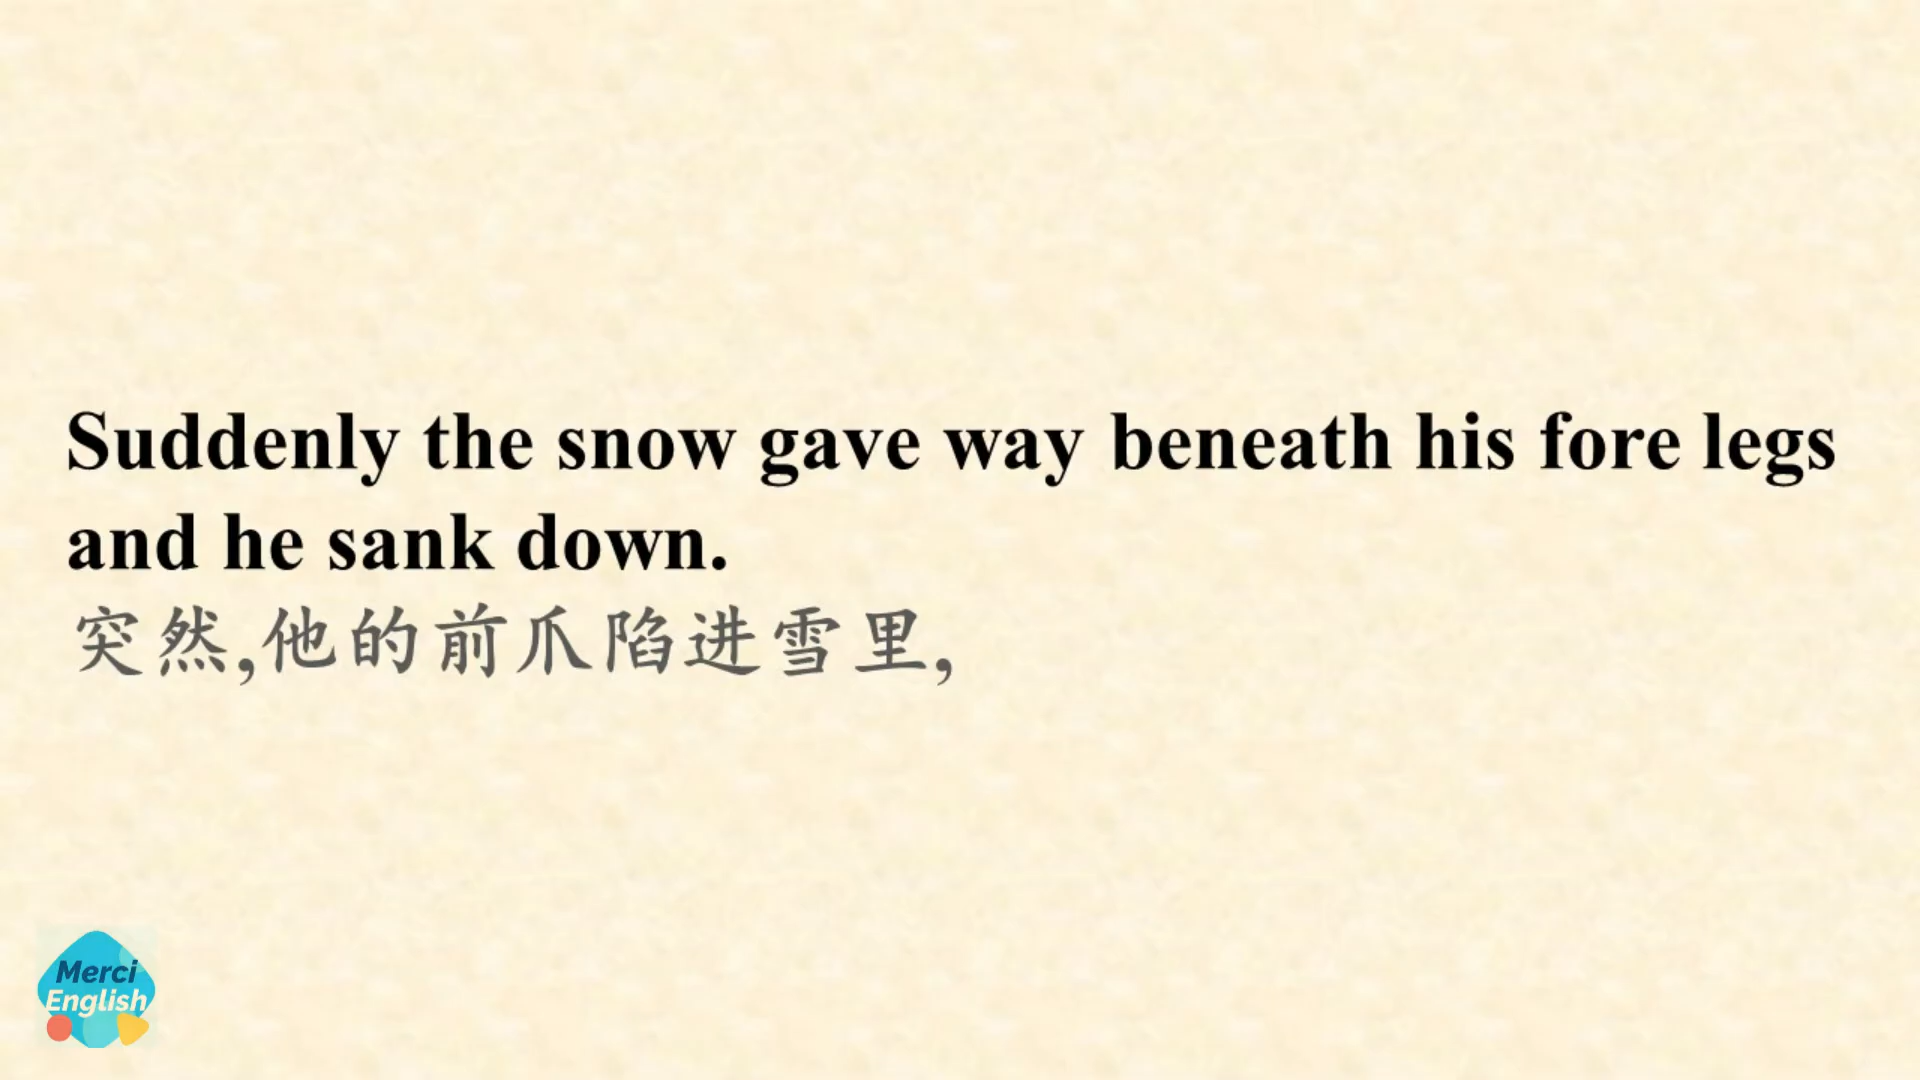 Suddenly the snow gave way beneath his fore legs
and he sank down.
突然,他的前爪陷进雪里,
Merci
English